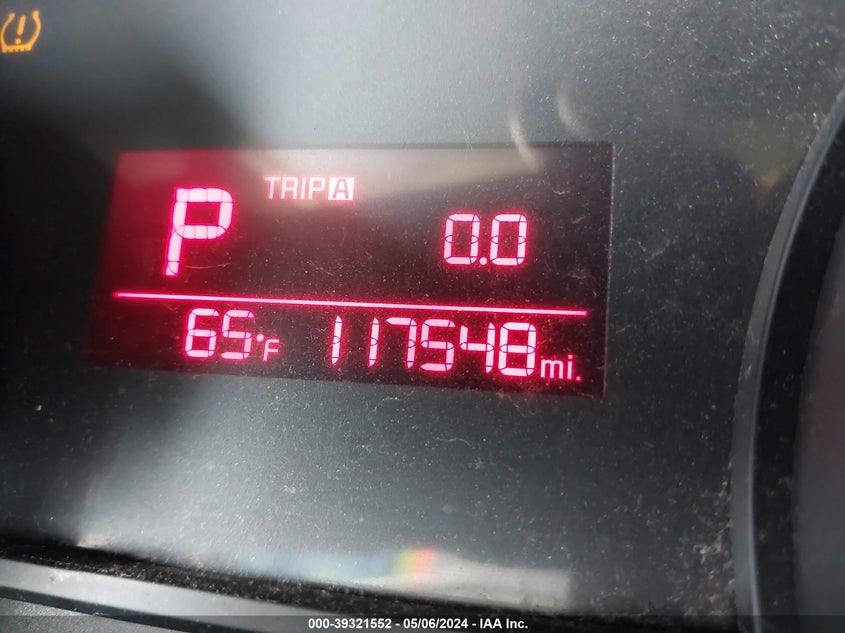 TRIP A
P 0.0
65°F 117548 mi.
000-39321552 / 05/06/2024 - IAA Inc.